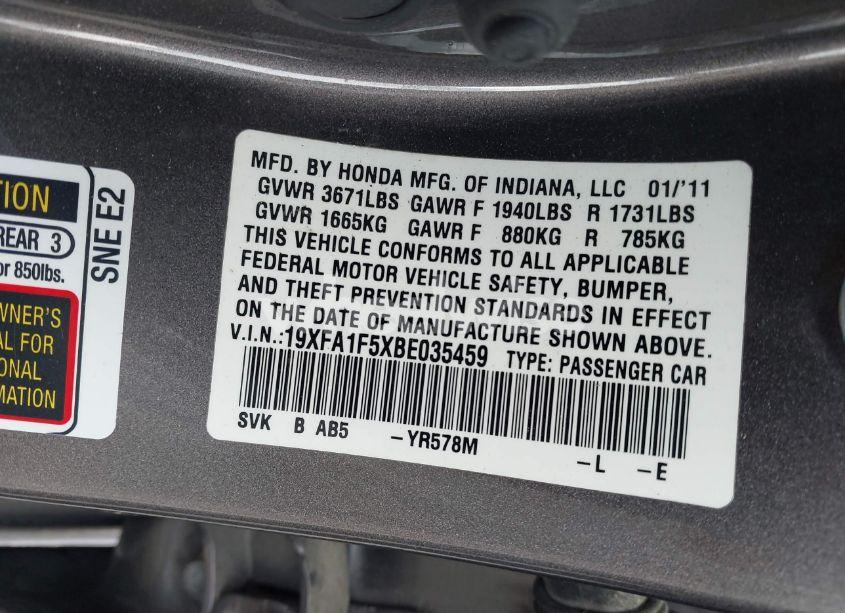 MFD. BY HONDA MFG. OF INDIANA, LLC 01/'11
GVWR 3671LBS GAWR F 1940LBS R 1731LBS
GVWR 1665KG GAWR F 880KG R 785KG
THIS VEHICLE CONFORMS TO ALL APPLICABLE
FEDERAL MOTOR VEHICLE SAFETY, BUMPER,
AND THEFT PREVENTION STANDARDS IN EFFECT
ON THE DATE OF MANUFACTURE SHOWN ABOVE.
V.I.N.:19XFA1F5XBE035459 TYPE: PASSENGER CAR
SVK B AB5 -YR578M
-L -E
TION
REAR 3
or 850lbs.
WNER'S
AL FOR
IONAL
MATION
SNE E2